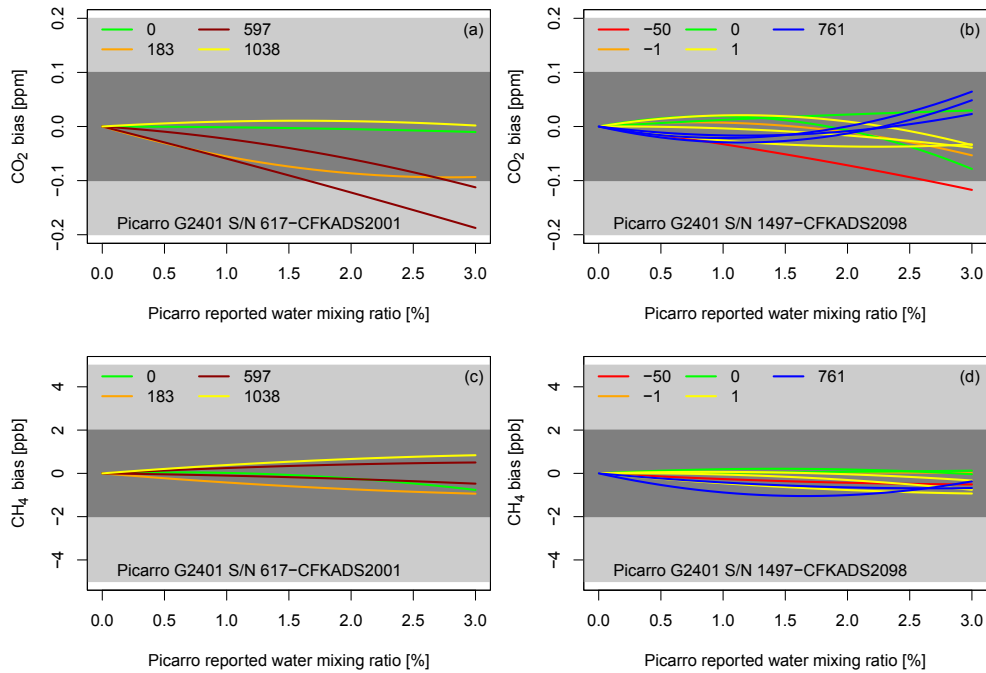 (a)
0 597
183 1038
CO2 bias [ppm]
0.2
0.1
0.0
−0.1
−0.2
Picarro G2401 S/N 617−CFKADS2001
0.0 0.5 1.0 1.5 2.0 2.5 3.0
Picarro reported water mixing ratio [%]
(b)
−50 0 761
−1 1
CO2 bias [ppm]
0.2
0.1
0.0
−0.1
−0.2
Picarro G2401 S/N 1497−CFKADS2098
0.0 0.5 1.0 1.5 2.0 2.5 3.0
Picarro reported water mixing ratio [%]
(c)
0 597
183 1038
CH4 bias [ppb]
4
2
0
−2
−4
Picarro G2401 S/N 617−CFKADS2001
0.0 0.5 1.0 1.5 2.0 2.5 3.0
Picarro reported water mixing ratio [%]
(d)
−50 0 761
−1 1
CH4 bias [ppb]
4
2
0
−2
−4
Picarro G2401 S/N 1497−CFKADS2098
0.0 0.5 1.0 1.5 2.0 2.5 3.0
Picarro reported water mixing ratio [%]